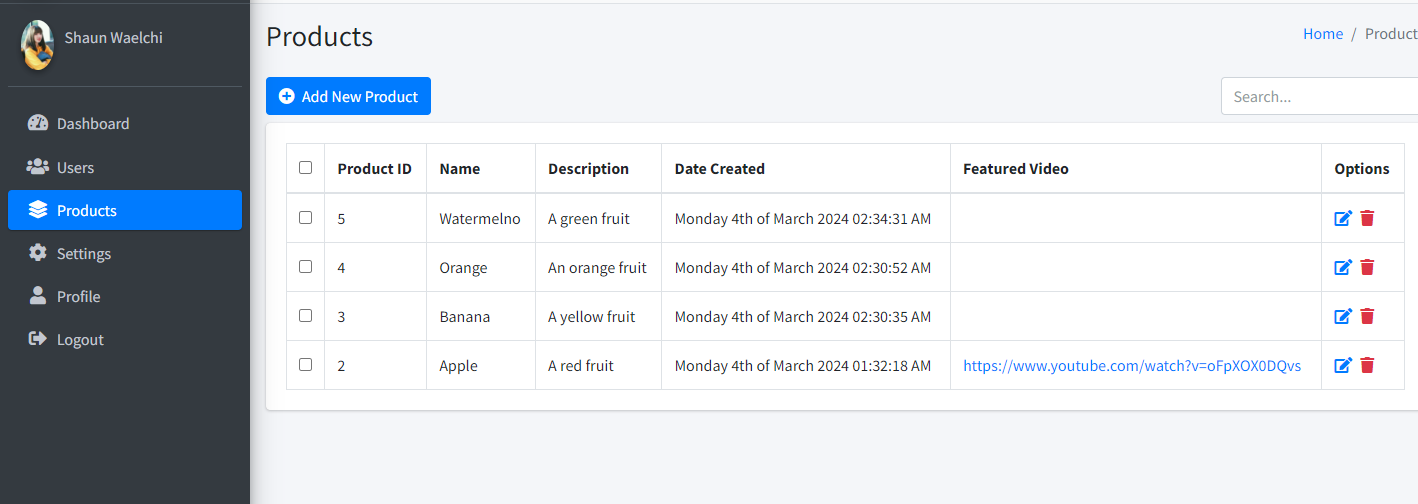 Shaun Waelchi
Dashboard
Users
Products
Settings
Profile
Logout
Products
Home / Product
Add New Product
Search...
Product ID Name Description Date Created Featured Video Options
5 Watermelno A green fruit Monday 4th of March 2024 02:34:31 AM
4 Orange An orange fruit Monday 4th of March 2024 02:30:52 AM
3 Banana A yellow fruit Monday 4th of March 2024 02:30:35 AM
2 Apple A red fruit Monday 4th of March 2024 01:32:18 AM https://www.youtube.com/watch?v=oFpXOX0DQvs